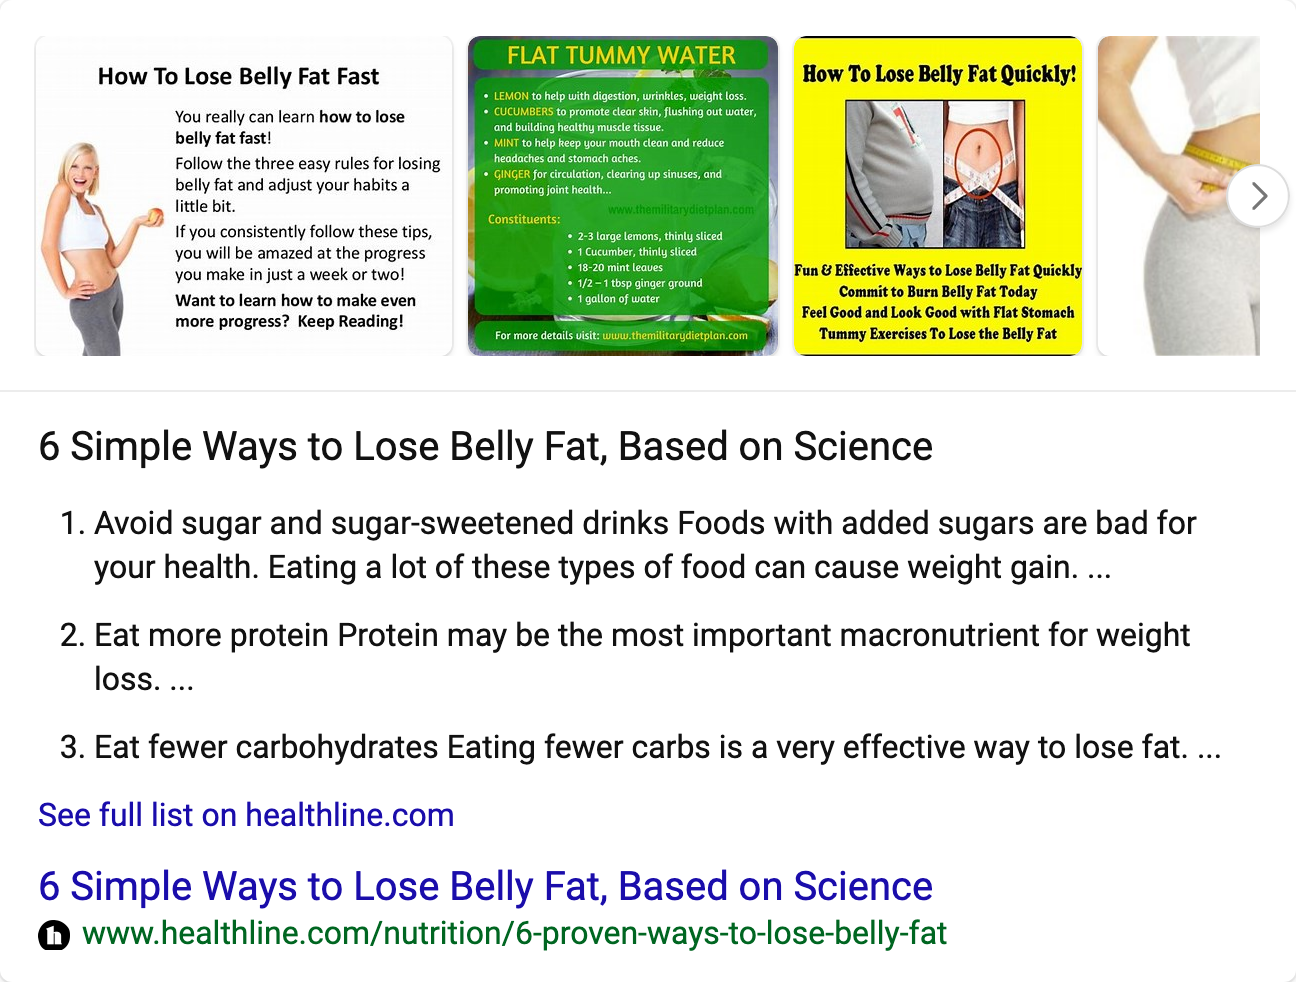 How To Lose Belly Fat Fast
You really can learn how to lose
belly fat fast!
Follow the three easy rules for losing
belly fat and adjust your habits a
little bit.
If you consistently follow these tips,
you will be amazed at the progress
you make in just a week or two!
Want to learn how to make even
more progress? Keep Reading!
FLAT TUMMY WATER
• LEMON to help with digestion, wrinkles, weight loss.
• CUCUMBERS to promote clear skin, flushing out water,
and building healthy muscle tissue.
• MINT to help keep your mouth clean and reduce
headaches and stomach aches.
• GINGER for circulation, clearing up sinuses, and
promoting joint health...
www.themilitarydietplan.com
Constituents:
• 2-3 large lemons, thinly sliced
• 1 Cucumber, thinly sliced
• 18-20 mint leaves
• 1/2 – 1 tbsp ginger ground
• 1 gallon of water
For more details visit: www.themilitarydietplan.com
How To Lose Belly Fat Quickly!
Fun & Effective Ways to Lose Belly Fat Quickly
Commit to Burn Belly Fat Today
Feel Good and Look Good with Flat Stomach
Tummy Exercises To Lose the Belly Fat
6 Simple Ways to Lose Belly Fat, Based on Science
1. Avoid sugar and sugar-sweetened drinks Foods with added sugars are bad for
your health. Eating a lot of these types of food can cause weight gain. ...
2. Eat more protein Protein may be the most important macronutrient for weight
loss. ...
3. Eat fewer carbohydrates Eating fewer carbs is a very effective way to lose fat. ...
See full list on healthline.com
6 Simple Ways to Lose Belly Fat, Based on Science
h www.healthline.com/nutrition/6-proven-ways-to-lose-belly-fat